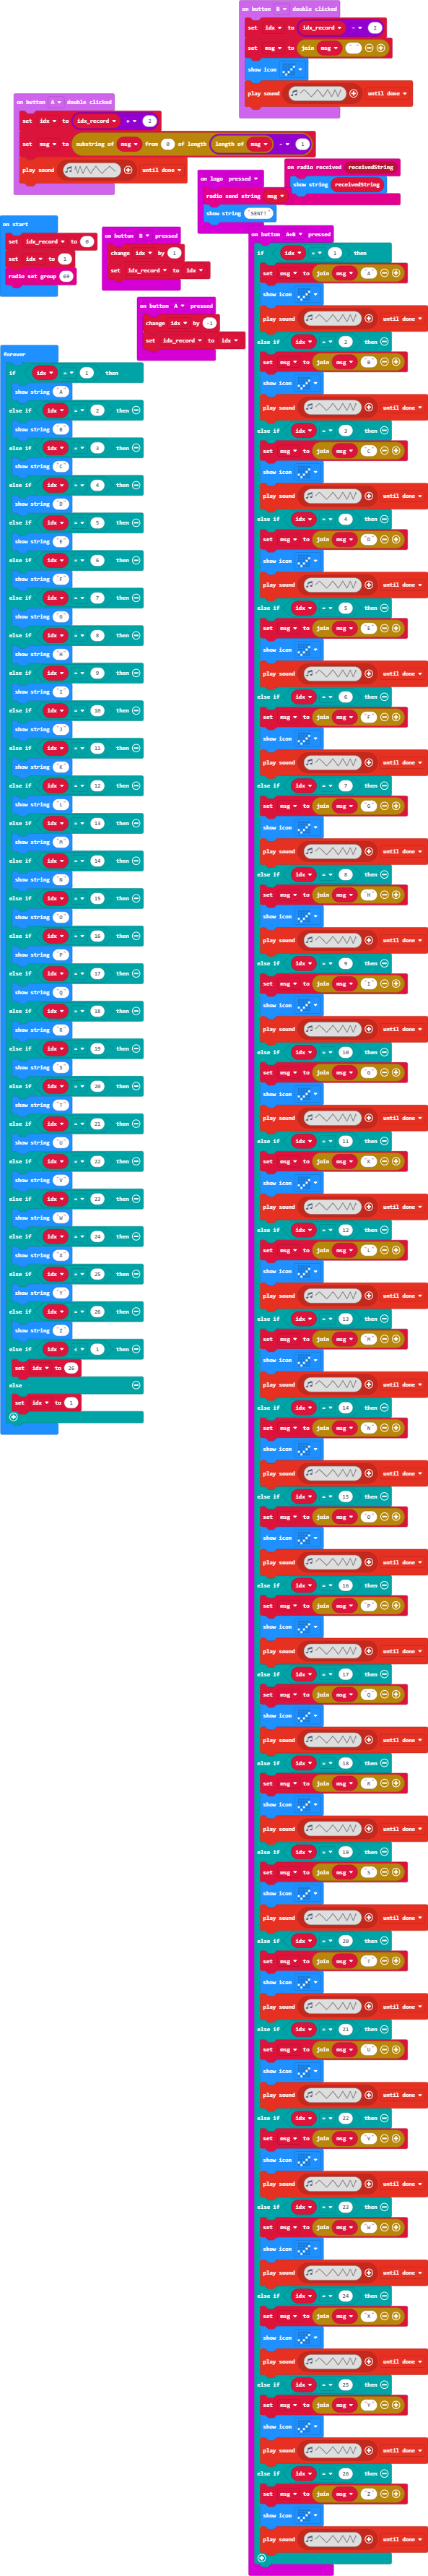 on button B ▾ double clicked
set idx ▾ to idx_record ▾ - ▾ 2
set msg ▾ to join msg ▾ " " − +
show icon ▾
play sound + until done ▾
on button A ▾ double clicked
set idx ▾ to idx_record ▾ + ▾ 2
set msg ▾ to substring of msg ▾ from 0 of length length of msg ▾ - ▾ 1
play sound + until done ▾
on logo pressed ▾
radio send string msg ▾
show string "SENT!"
on radio received receivedString
show string receivedString
on start
set idx_record ▾ to 0
set idx ▾ to 1
radio set group 69
on button B ▾ pressed
change idx ▾ by 1
set idx_record ▾ to idx ▾
on button A ▾ pressed
change idx ▾ by -1
set idx_record ▾ to idx ▾
forever
if idx ▾ = ▾ 1 then
show string "A"
else if idx ▾ = ▾ 2 then
show string "B"
else if idx ▾ = ▾ 3 then
show string "C"
else if idx ▾ = ▾ 4 then
show string "D"
else if idx ▾ = ▾ 5 then
show string "E"
else if idx ▾ = ▾ 6 then
show string "F"
else if idx ▾ = ▾ 7 then
show string "G"
else if idx ▾ = ▾ 8 then
show string "H"
else if idx ▾ = ▾ 9 then
show string "I"
else if idx ▾ = ▾ 10 then
show string "J"
else if idx ▾ = ▾ 11 then
show string "K"
else if idx ▾ = ▾ 12 then
show string "L"
else if idx ▾ = ▾ 13 then
show string "M"
else if idx ▾ = ▾ 14 then
show string "N"
else if idx ▾ = ▾ 15 then
show string "O"
else if idx ▾ = ▾ 16 then
show string "P"
else if idx ▾ = ▾ 17 then
show string "Q"
else if idx ▾ = ▾ 18 then
show string "R"
else if idx ▾ = ▾ 19 then
show string "S"
else if idx ▾ = ▾ 20 then
show string "T"
else if idx ▾ = ▾ 21 then
show string "U"
else if idx ▾ = ▾ 22 then
show string "V"
else if idx ▾ = ▾ 23 then
show string "W"
else if idx ▾ = ▾ 24 then
show string "X"
else if idx ▾ = ▾ 25 then
show string "Y"
else if idx ▾ = ▾ 26 then
show string "Z"
else if idx ▾ < ▾ 1 then
set idx ▾ to 26
else
set idx ▾ to 1
on button A+B ▾ pressed
if idx ▾ = ▾ 1 then
set msg ▾ to join msg ▾ "A" − +
show icon ▾
play sound + until done ▾
else if idx ▾ = ▾ 2 then
set msg ▾ to join msg ▾ "B" − +
show icon ▾
play sound + until done ▾
else if idx ▾ = ▾ 3 then
set msg ▾ to join msg ▾ "C" − +
show icon ▾
play sound + until done ▾
else if idx ▾ = ▾ 4 then
set msg ▾ to join msg ▾ "D" − +
show icon ▾
play sound + until done ▾
else if idx ▾ = ▾ 5 then
set msg ▾ to join msg ▾ "E" − +
show icon ▾
play sound + until done ▾
else if idx ▾ = ▾ 6 then
set msg ▾ to join msg ▾ "F" − +
show icon ▾
play sound + until done ▾
else if idx ▾ = ▾ 7 then
set msg ▾ to join msg ▾ "G" − +
show icon ▾
play sound + until done ▾
else if idx ▾ = ▾ 8 then
set msg ▾ to join msg ▾ "H" − +
show icon ▾
play sound + until done ▾
else if idx ▾ = ▾ 9 then
set msg ▾ to join msg ▾ "I" − +
show icon ▾
play sound + until done ▾
else if idx ▾ = ▾ 10 then
set msg ▾ to join msg ▾ "G" − +
show icon ▾
play sound + until done ▾
else if idx ▾ = ▾ 11 then
set msg ▾ to join msg ▾ "K" − +
show icon ▾
play sound + until done ▾
else if idx ▾ = ▾ 12 then
set msg ▾ to join msg ▾ "L" − +
show icon ▾
play sound + until done ▾
else if idx ▾ = ▾ 13 then
set msg ▾ to join msg ▾ "M" − +
show icon ▾
play sound + until done ▾
else if idx ▾ = ▾ 14 then
set msg ▾ to join msg ▾ "N" − +
show icon ▾
play sound + until done ▾
else if idx ▾ = ▾ 15 then
set msg ▾ to join msg ▾ "O" − +
show icon ▾
play sound + until done ▾
else if idx ▾ = ▾ 16 then
set msg ▾ to join msg ▾ "P" − +
show icon ▾
play sound + until done ▾
else if idx ▾ = ▾ 17 then
set msg ▾ to join msg ▾ "Q" − +
show icon ▾
play sound + until done ▾
else if idx ▾ = ▾ 18 then
set msg ▾ to join msg ▾ "R" − +
show icon ▾
play sound + until done ▾
else if idx ▾ = ▾ 19 then
set msg ▾ to join msg ▾ "S" − +
show icon ▾
play sound + until done ▾
else if idx ▾ = ▾ 20 then
set msg ▾ to join msg ▾ "T" − +
show icon ▾
play sound + until done ▾
else if idx ▾ = ▾ 21 then
set msg ▾ to join msg ▾ "U" − +
show icon ▾
play sound + until done ▾
else if idx ▾ = ▾ 22 then
set msg ▾ to join msg ▾ "V" − +
show icon ▾
play sound + until done ▾
else if idx ▾ = ▾ 23 then
set msg ▾ to join msg ▾ "W" − +
show icon ▾
play sound + until done ▾
else if idx ▾ = ▾ 24 then
set msg ▾ to join msg ▾ "X" − +
show icon ▾
play sound + until done ▾
else if idx ▾ = ▾ 25 then
set msg ▾ to join msg ▾ "Y" − +
show icon ▾
play sound + until done ▾
else if idx ▾ = ▾ 26 then
set msg ▾ to join msg ▾ "Z" − +
show icon ▾
play sound + until done ▾